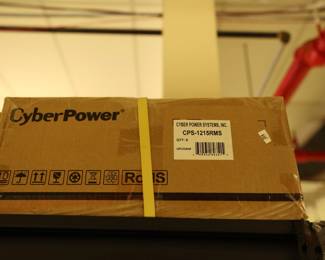 CyberPower
CYBER POWER SYSTEMS, INC.
CPS-1215RMS
RoHS